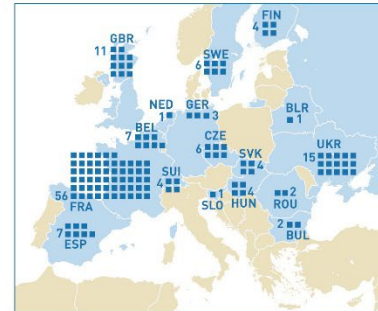 FIN
4
GBR
11
SWE
6
NED
1
GER
3
BLR
1
BEL
7
CZE
6
UKR
15
SVK
4
SUI
4
56
FRA
SLO
1
HUN
4
2
ROU
7
ESP
2
BUL